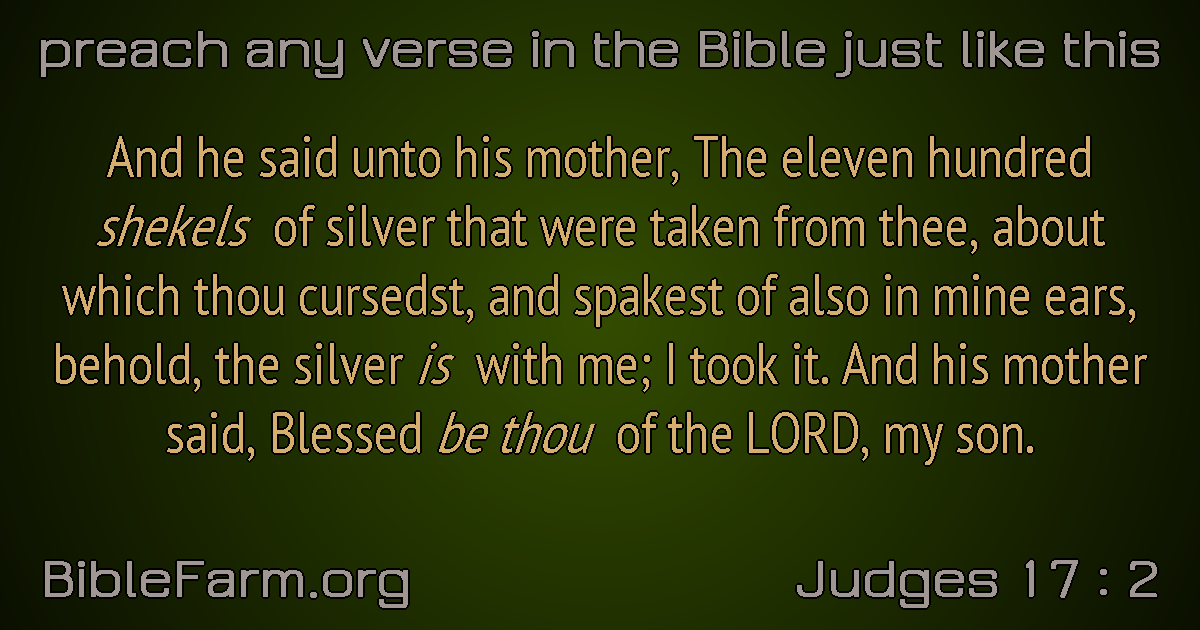 preach any verse in the Bible just like this
And he said unto his mother, The eleven hundred
shekels of silver that were taken from thee, about
which thou cursedst, and spakest of also in mine ears,
behold, the silver is with me; I took it. And his mother
said, Blessed be thou of the LORD, my son.
BibleFarm.org
Judges 17 : 2